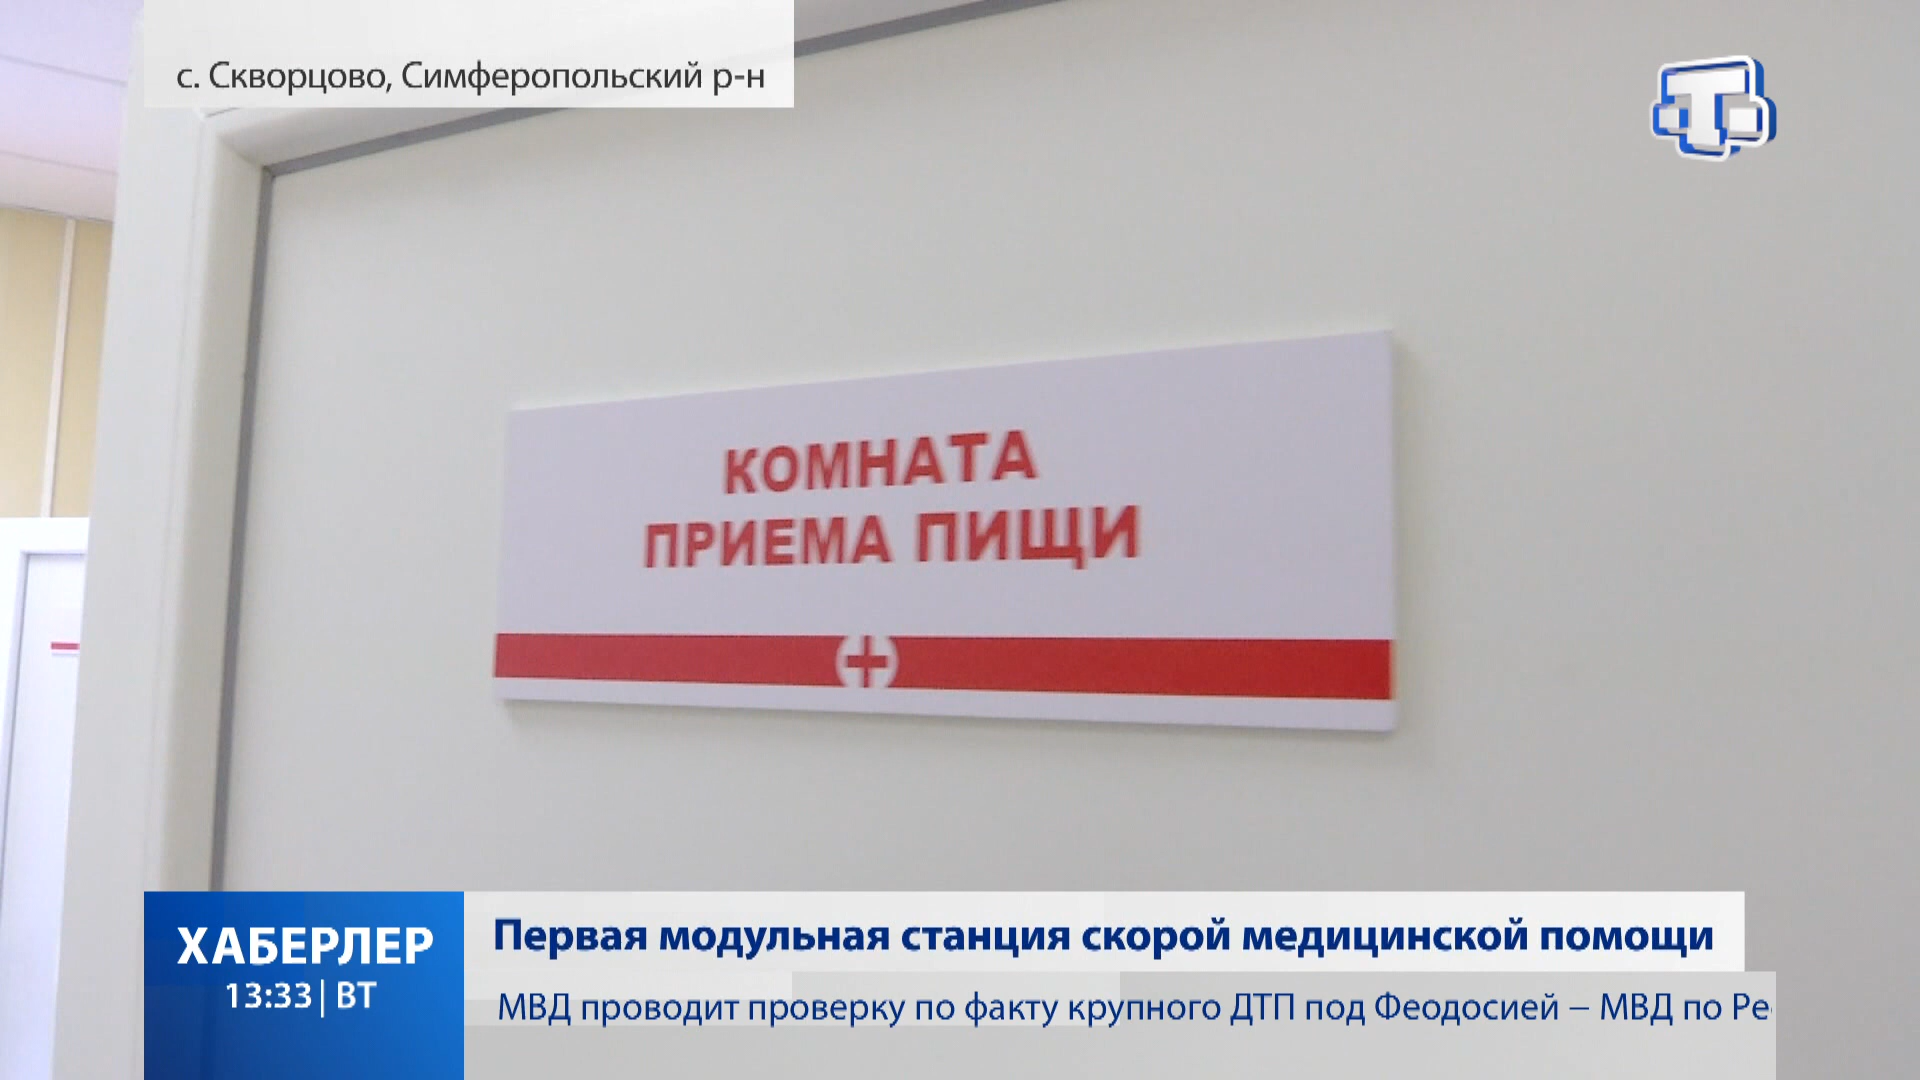 с. Скворцово, Симферопольский р-н
Т
КОМНАТА
ПРИЕМА ПИЩИ
ХАБЕРЛЕР
13:33| ВТ
Первая модульная станция скорой медицинской помощи
МВД проводит проверку по факту крупного ДТП под Феодосией – МВД по Ре